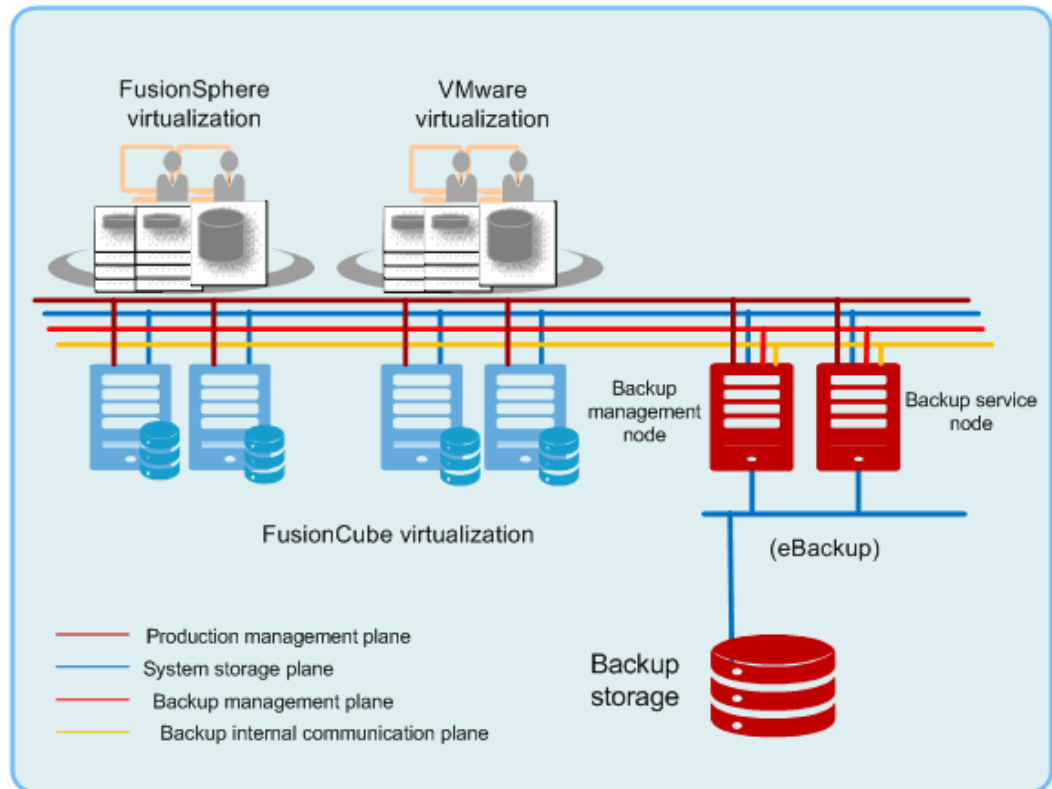 FusionSphere
virtualization
VMware
virtualization
Backup
management
node
Backup service
node
FusionCube virtualization
(eBackup)
Production management plane
System storage plane
Backup management plane
Backup internal communication plane
Backup
storage